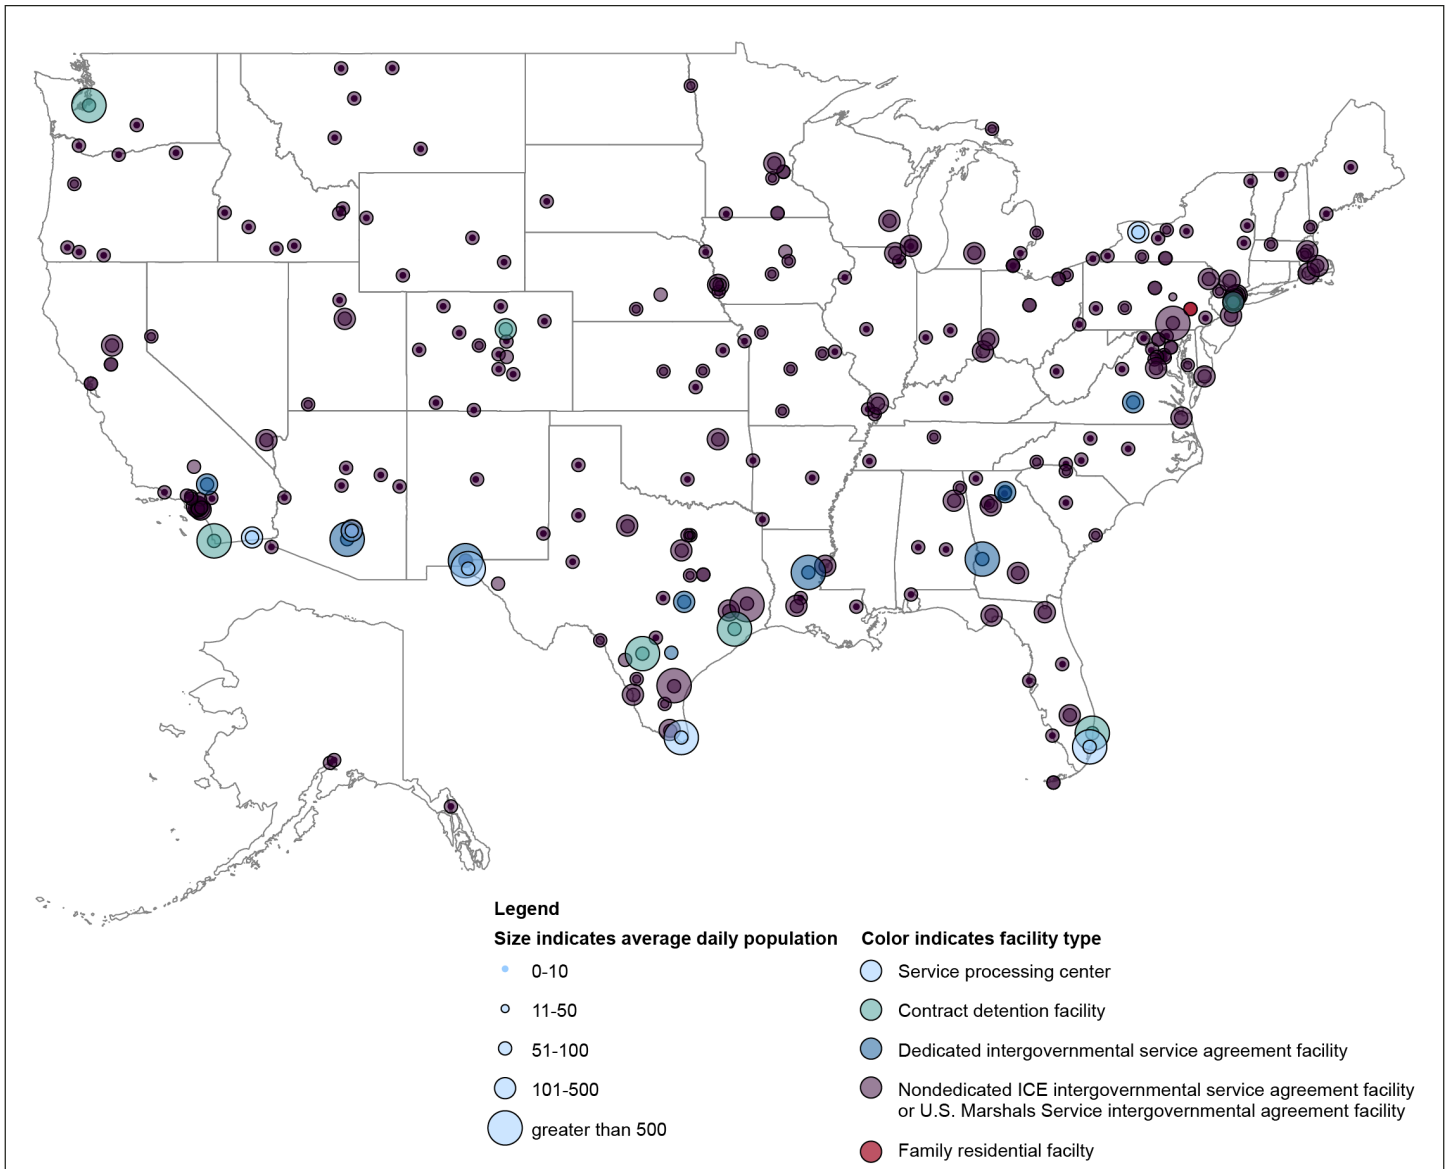 Legend
Size indicates average daily population
0-10
11-50
51-100
101-500
greater than 500
Color indicates facility type
Service processing center
Contract detention facility
Dedicated intergovernmental service agreement facility
Nondedicated ICE intergovernmental service agreement facility
or U.S. Marshals Service intergovernmental agreement facility
Family residential facilty